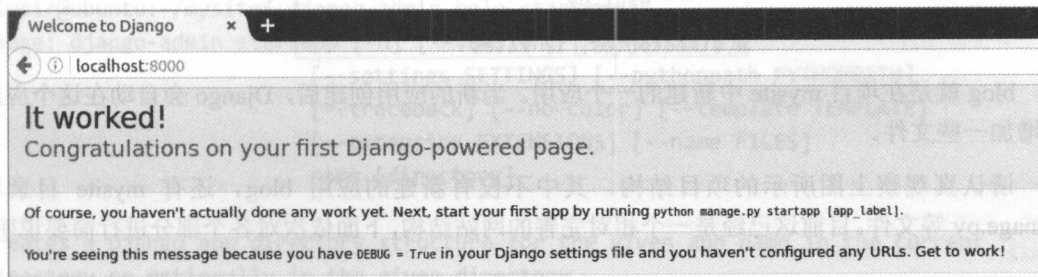 Welcome to Django × +
localhost:8000
It worked!
Congratulations on your first Django-powered page.
Of course, you haven't actually done any work yet. Next, start your first app by running python manage.py startapp [app_label].
You're seeing this message because you have DEBUG = True in your Django settings file and you haven't configured any URLs. Get to work!